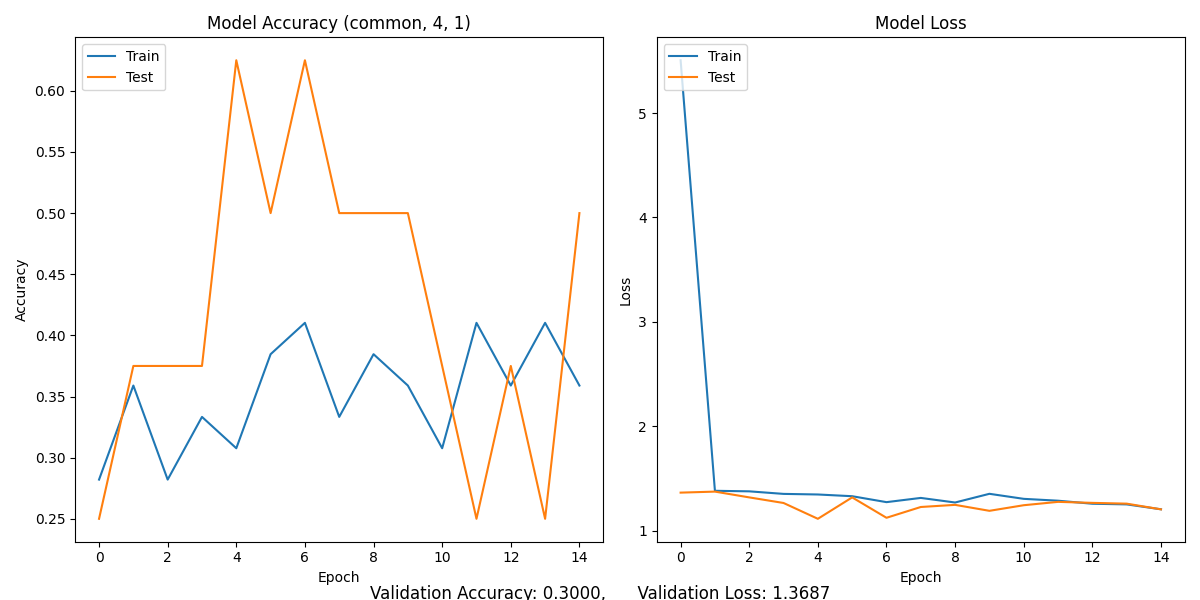 Model Accuracy (common, 4, 1)
Train
Test
0.60
0.55
0.50
0.45
0.40
0.35
0.30
0.25
Accuracy
0 2 4 6 8 10 12 14
Epoch
Model Loss
Train
Test
5
4
3
2
1
Loss
0 2 4 6 8 10 12 14
Epoch
Validation Accuracy: 0.3000, Validation Loss: 1.3687